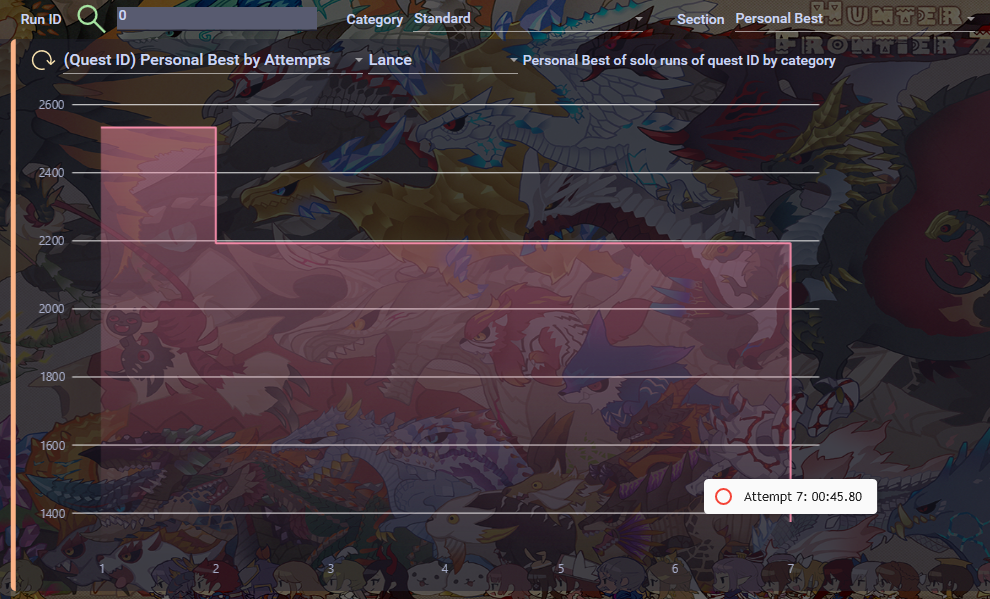 Run ID 0 Category Standard Section Personal Best
HUNTER
FRONTIER
(Quest ID) Personal Best by Attempts Lance Personal Best of solo runs of quest ID by category
2600
2400
2200
2000
1800
1600
1400
Attempt 7: 00:45.80
1 2 3 4 5 6 7